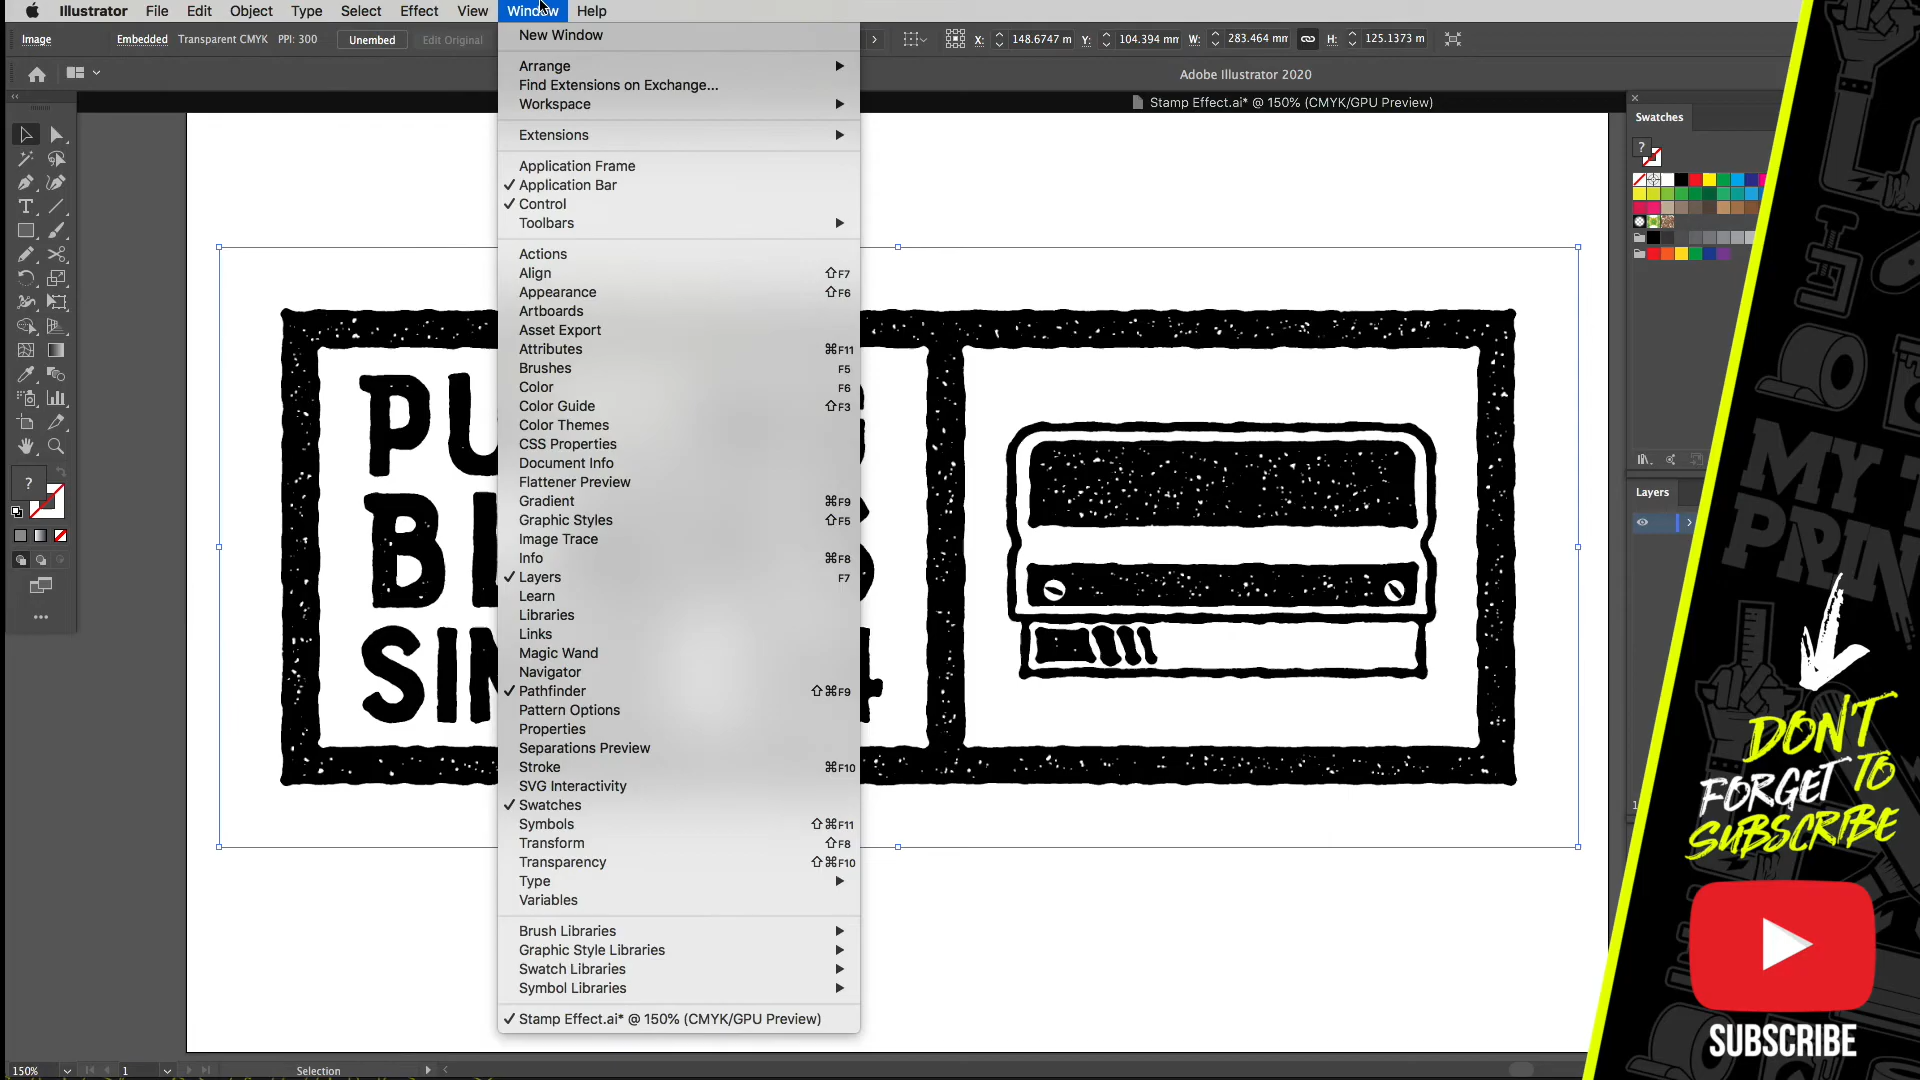 Illustrator File Edit Object Type Select Effect View Window Help
Image Embedded Transparent CMYK PPI: 300 Unembed Edit Original X: 148.6747 m Y: 104.394 mm W: 283.464 mm H: 125.1373 m
Adobe Illustrator 2020
Stamp Effect.ai* @ 150% (CMYK/GPU Preview)
New Window
Arrange
Find Extensions on Exchange...
Workspace
Extensions
Application Frame
Application Bar
Control
Toolbars
Actions
Align ⇧F7
Appearance ⇧F6
Artboards
Asset Export
Attributes ⌘F11
Brushes F5
Color F6
Color Guide ⇧F3
Color Themes
CSS Properties
Document Info
Flattener Preview
Gradient ⌘F9
Graphic Styles ⇧F5
Image Trace
Info ⌘F8
Layers F7
Learn
Libraries
Links
Magic Wand
Navigator
Pathfinder ⇧⌘F9
Pattern Options
Properties
Separations Preview
Stroke ⌘F10
SVG Interactivity
Swatches
Symbols ⇧⌘F11
Transform ⇧F8
Transparency ⇧⌘F10
Type
Variables
Brush Libraries
Graphic Style Libraries
Swatch Libraries
Symbol Libraries
Stamp Effect.ai* @ 150% (CMYK/GPU Preview)
Swatches
Layers
MY T
PRIN
DON'T
FORGET TO
SUBSCRIBE
SUBSCRIBE
150% 1 Selection